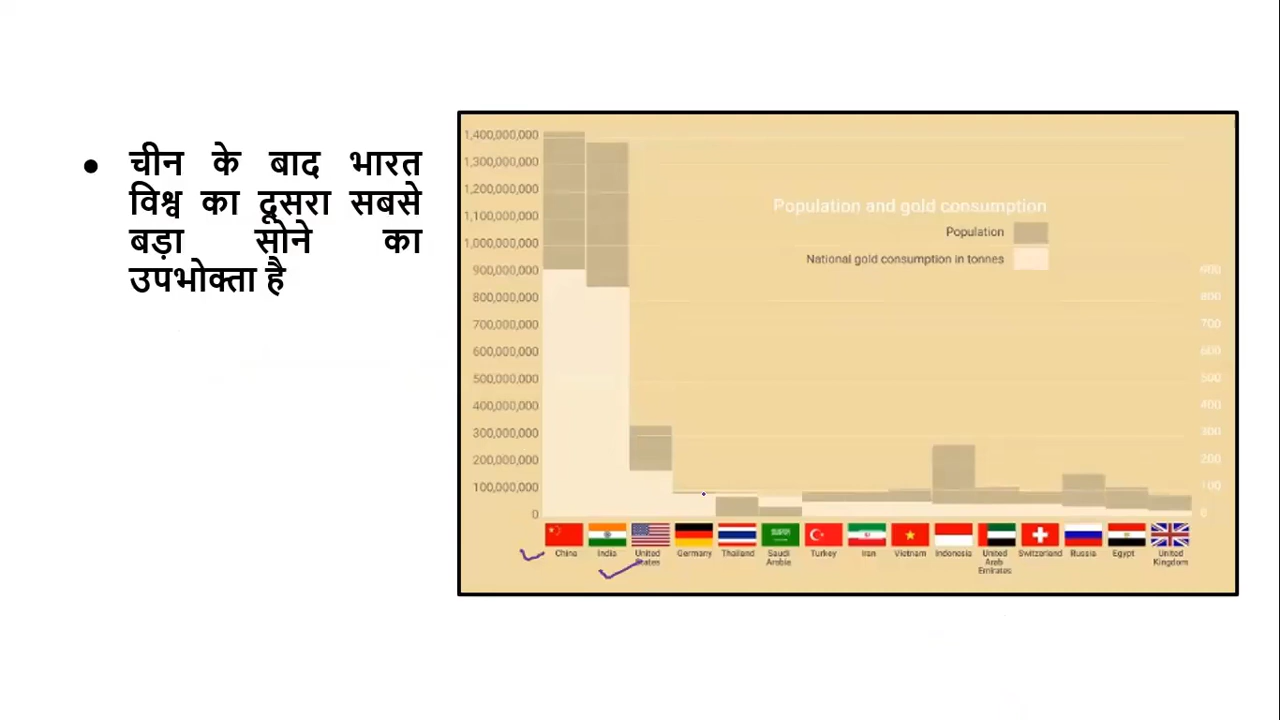 ● चीन के बाद भारत
विश्व का दूसरा सबसे
बड़ा सोने का
उपभोक्ता है
Population and gold consumption
Population
National gold consumption in tonnes
1,400,000,000
1,300,000,000
1,200,000,000
1,100,000,000
1,000,000,000
900,000,000
800,000,000
700,000,000
600,000,000
500,000,000
400,000,000
300,000,000
200,000,000
100,000,000
0
900
800
700
600
500
400
300
200
100
0
China
India
United States
Germany
Thailand
Saudi Arabia
Turkey
Iran
Vietnam
Indonesia
United Arab Emirates
Switzerland
Russia
Egypt
United Kingdom